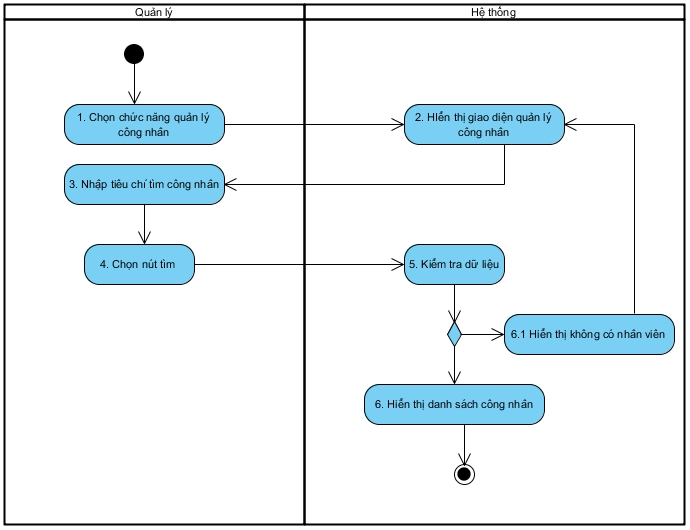 Quản lý
Hệ thống
1. Chọn chức năng quản lý
công nhân
2. HIển thị giao diện quản lý
công nhân
3. Nhập tiêu chí tìm công nhân
4. Chọn nút tìm
5. Kiểm tra dữ liệu
6.1 Hiển thị không có nhân viên
6. Hiển thị danh sách công nhân